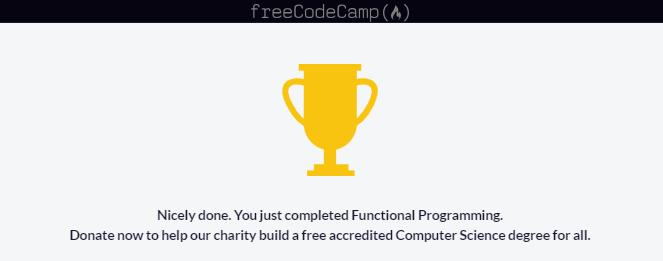 freeCodeCamp(🔥)
Nicely done. You just completed Functional Programming.
Donate now to help our charity build a free accredited Computer Science degree for all.